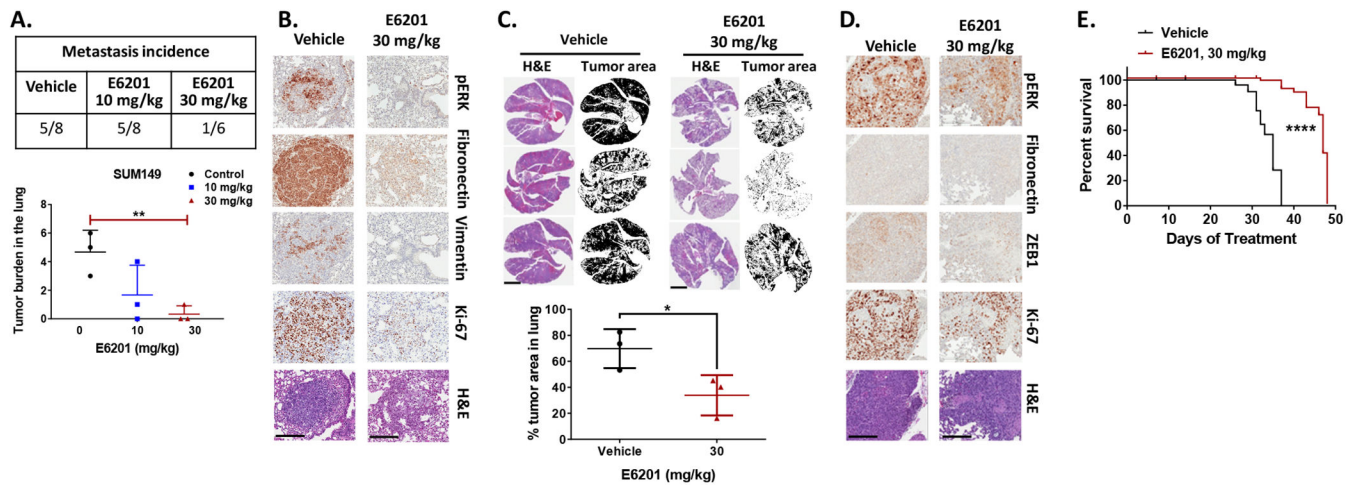 A.
Metastasis incidence
Vehicle E6201 10 mg/kg E6201 30 mg/kg
5/8 5/8 1/6
SUM149
Control
10 mg/kg
30 mg/kg
**
Tumor burden in the lung
8
6
4
2
0
0 10 30
E6201 (mg/kg)
B.
Vehicle E6201 30 mg/kg
pERK
Fibronectin
Vimentin
Ki-67
H&E
C.
Vehicle E6201 30 mg/kg
H&E Tumor area H&E Tumor area
*
% tumor area in lung
100
80
60
40
20
0
Vehicle 30
E6201 (mg/kg)
D.
Vehicle E6201 30 mg/kg
pERK
Fibronectin
ZEB1
Ki-67
H&E
E.
Vehicle
E6201, 30 mg/kg
****
Percent survival
100
80
60
40
20
0
0 10 20 30 40 50
Days of Treatment